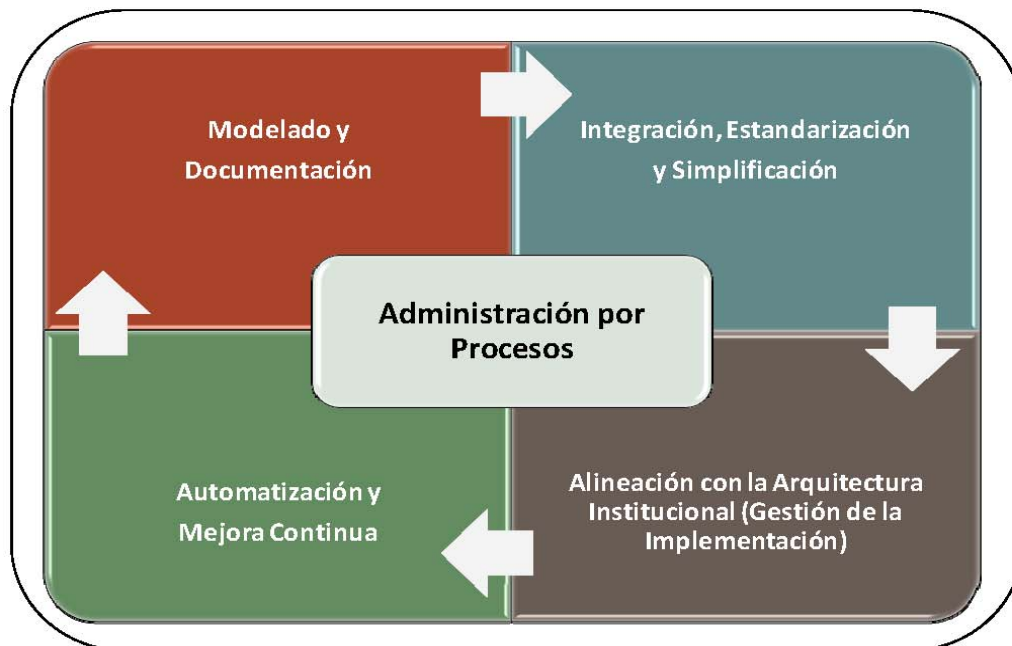 Modelado y
Documentación
Integración, Estandarización
y Simplificación
Administración por
Procesos
Automatización y
Mejora Continua
Alineación con la Arquitectura
Institucional (Gestión de la
Implementación)